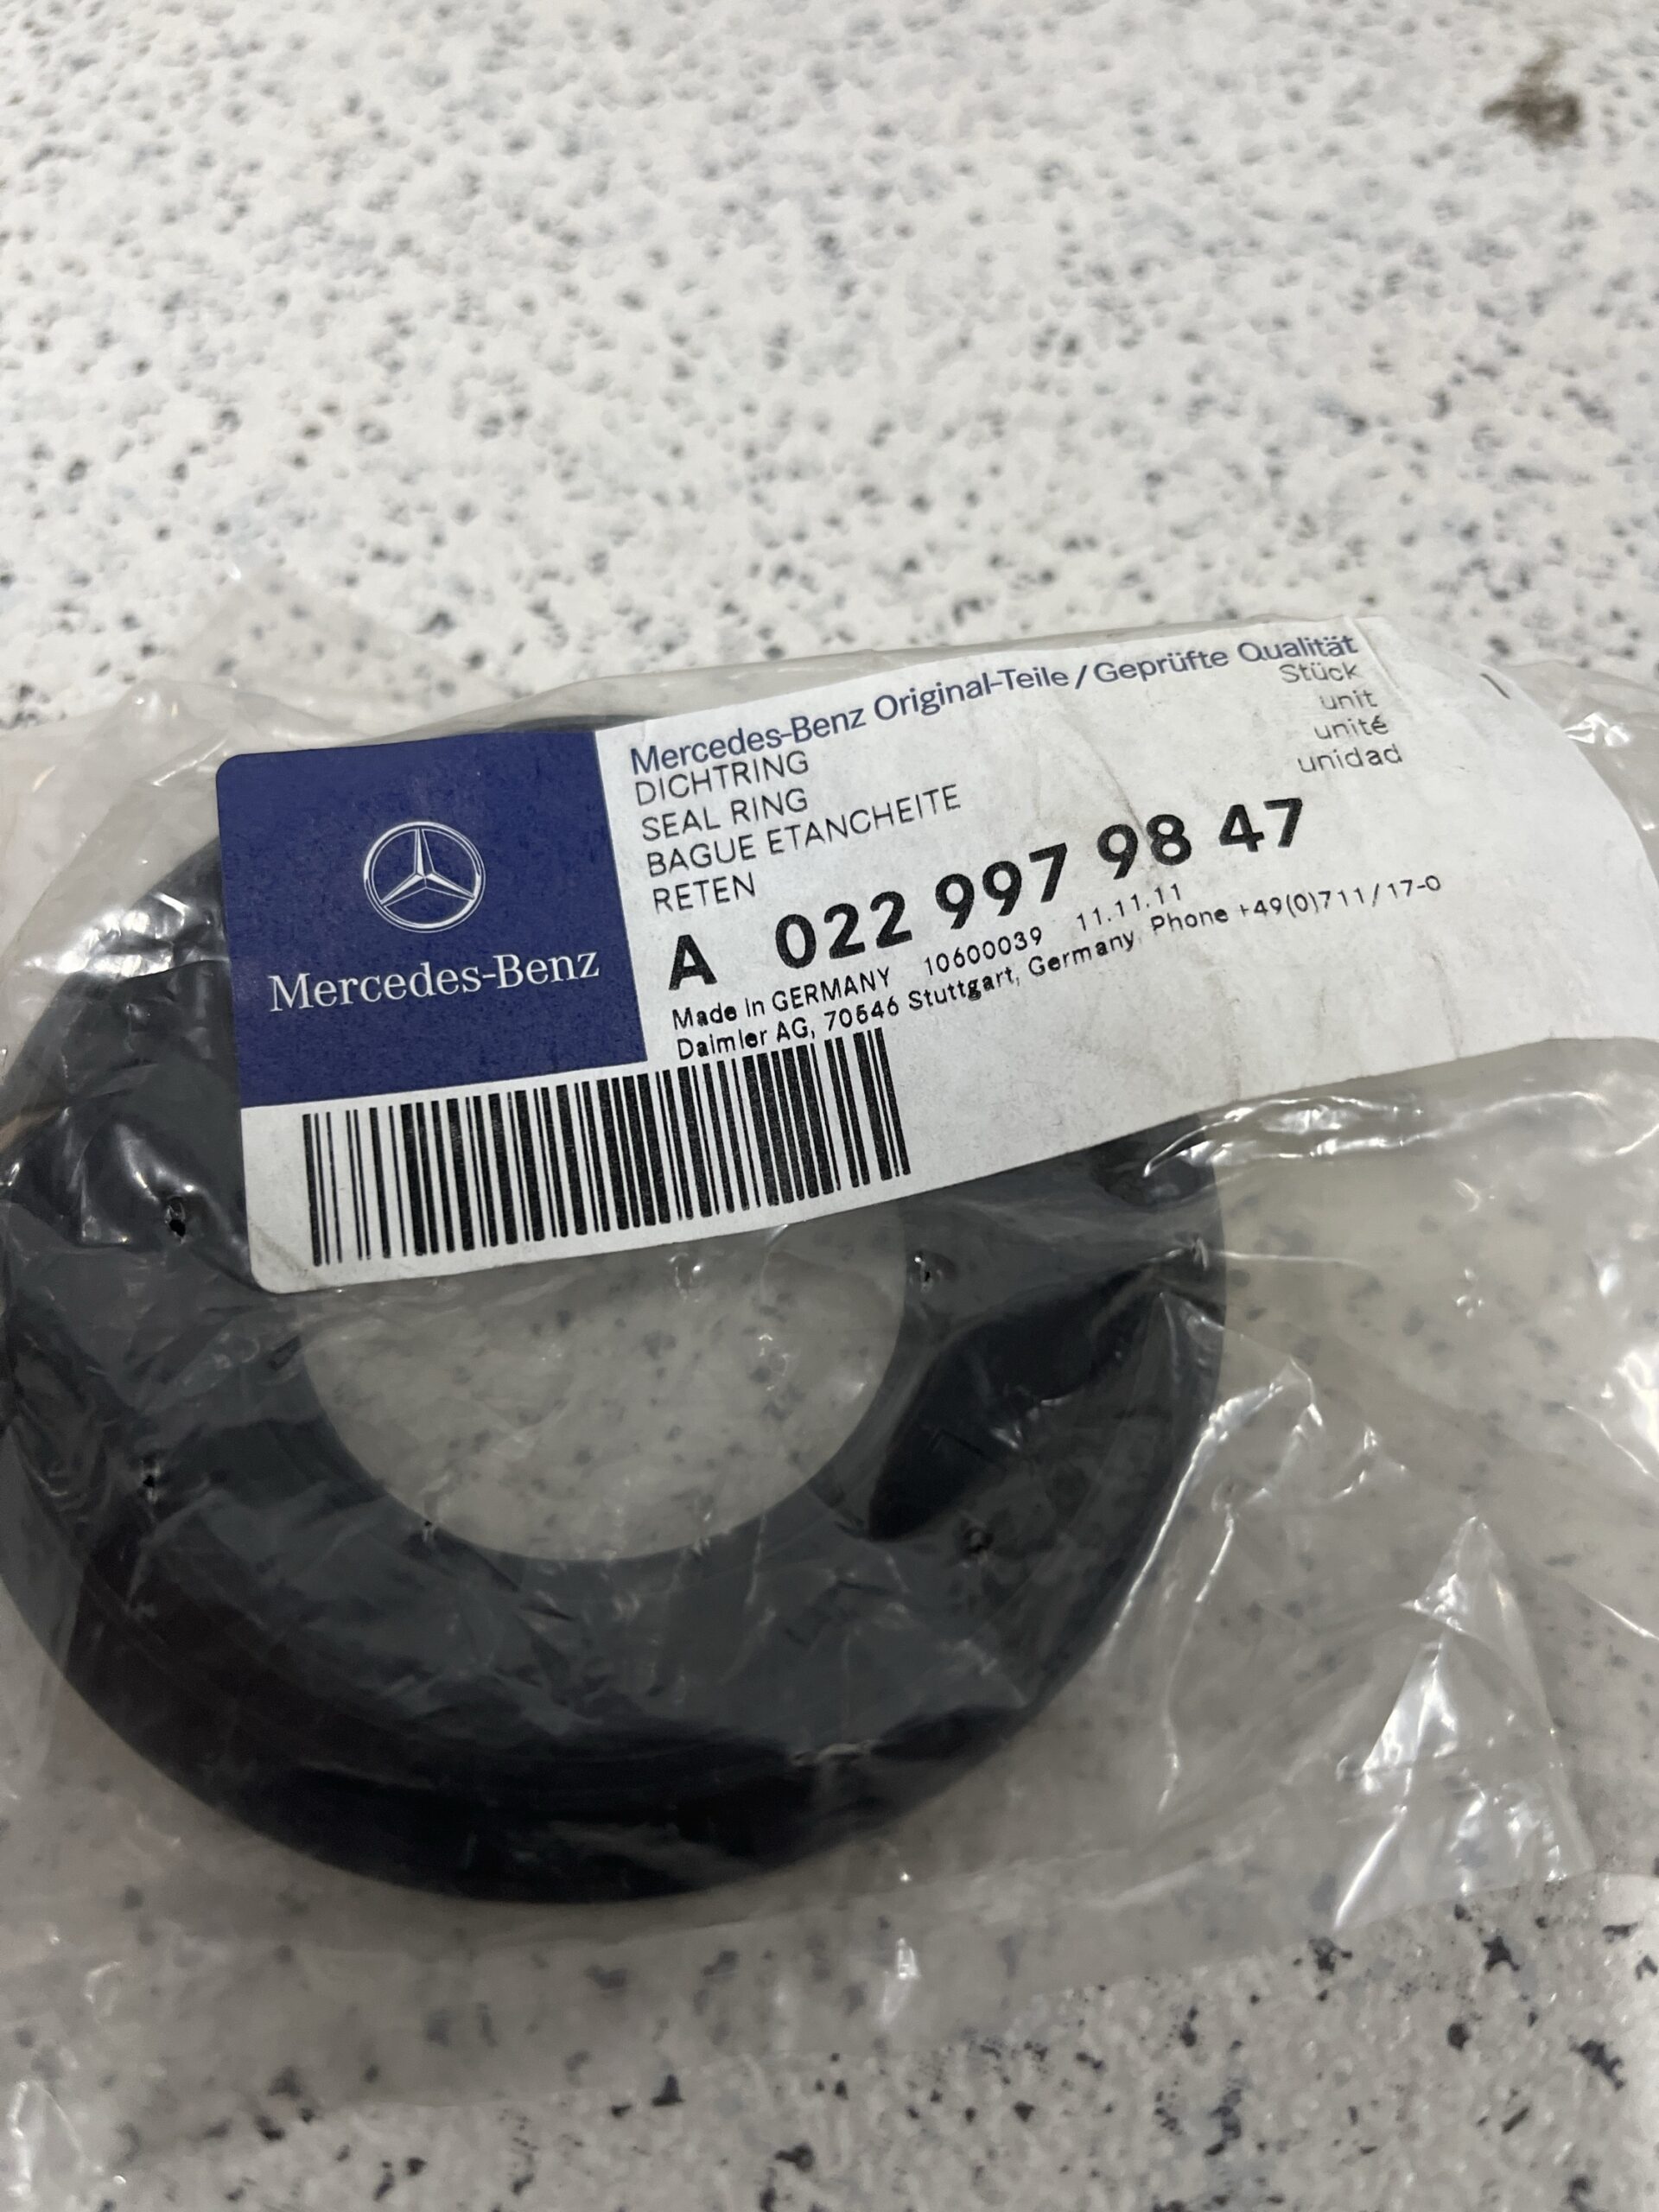 Mercedes-Benz
Mercedes-Benz Original-Teile / Geprüfte Qualität
DICHTRING
SEAL RING
BAGUE ETANCHEITE
RETEN
Stück
unit
unité
unidad
1
A 022 997 98 47
Made in GERMANY 10600039 11.11.11
Daimler AG, 70546 Stuttgart, Germany, Phone +49(0)711/17-0